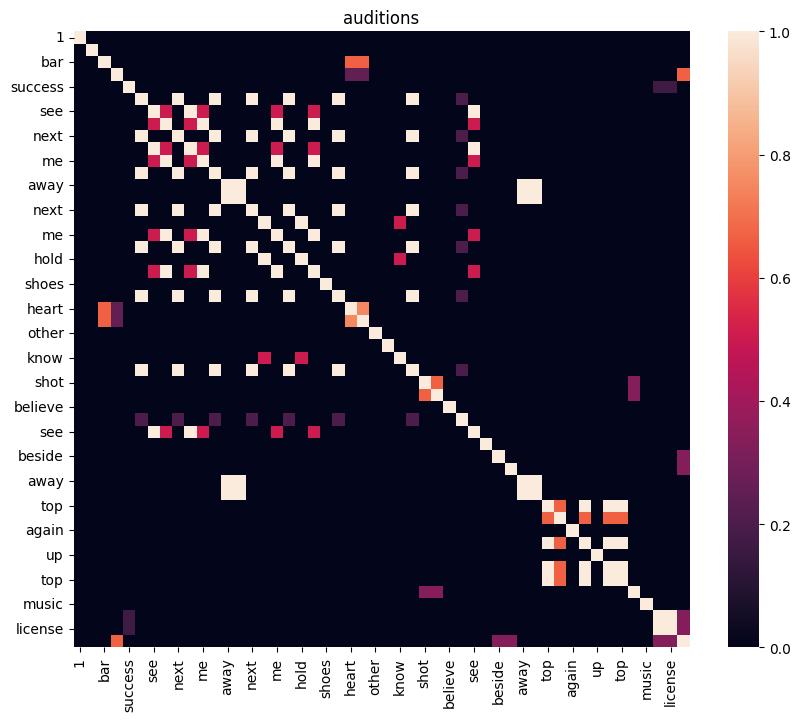 auditions
1
bar
success
see
next
me
away
next
me
hold
shoes
heart
other
know
shot
believe
see
beside
away
top
again
up
top
music
license
1
bar
success
see
next
me
away
next
me
hold
shoes
heart
other
know
shot
believe
see
beside
away
top
again
up
top
music
license
1.0
0.8
0.6
0.4
0.2
0.0